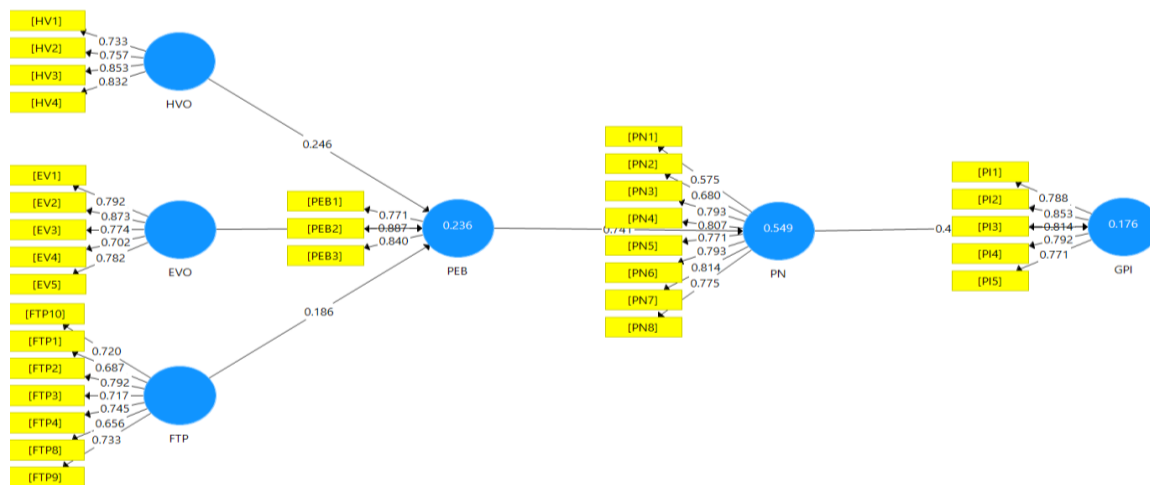 [HV1]
[HV2]
[HV3]
[HV4]
0.733
0.757
0.853
0.832
HVO
0.246
[EV1]
[EV2]
[EV3]
[EV4]
[EV5]
0.792
0.873
0.774
0.702
0.782
EVO
[FTP10]
[FTP1]
[FTP2]
[FTP3]
[FTP4]
[FTP8]
[FTP9]
0.720
0.687
0.792
0.717
0.745
0.656
0.733
FTP
0.186
[PEB1]
[PEB2]
[PEB3]
0.771
0.887
0.840
0.236
PEB
0.741
[PN1]
[PN2]
[PN3]
[PN4]
[PN5]
[PN6]
[PN7]
[PN8]
0.575
0.680
0.793
0.807
0.771
0.793
0.814
0.775
0.549
PN
0.4
[PI1]
[PI2]
[PI3]
[PI4]
[PI5]
0.788
0.853
0.814
0.792
0.771
0.176
GPI